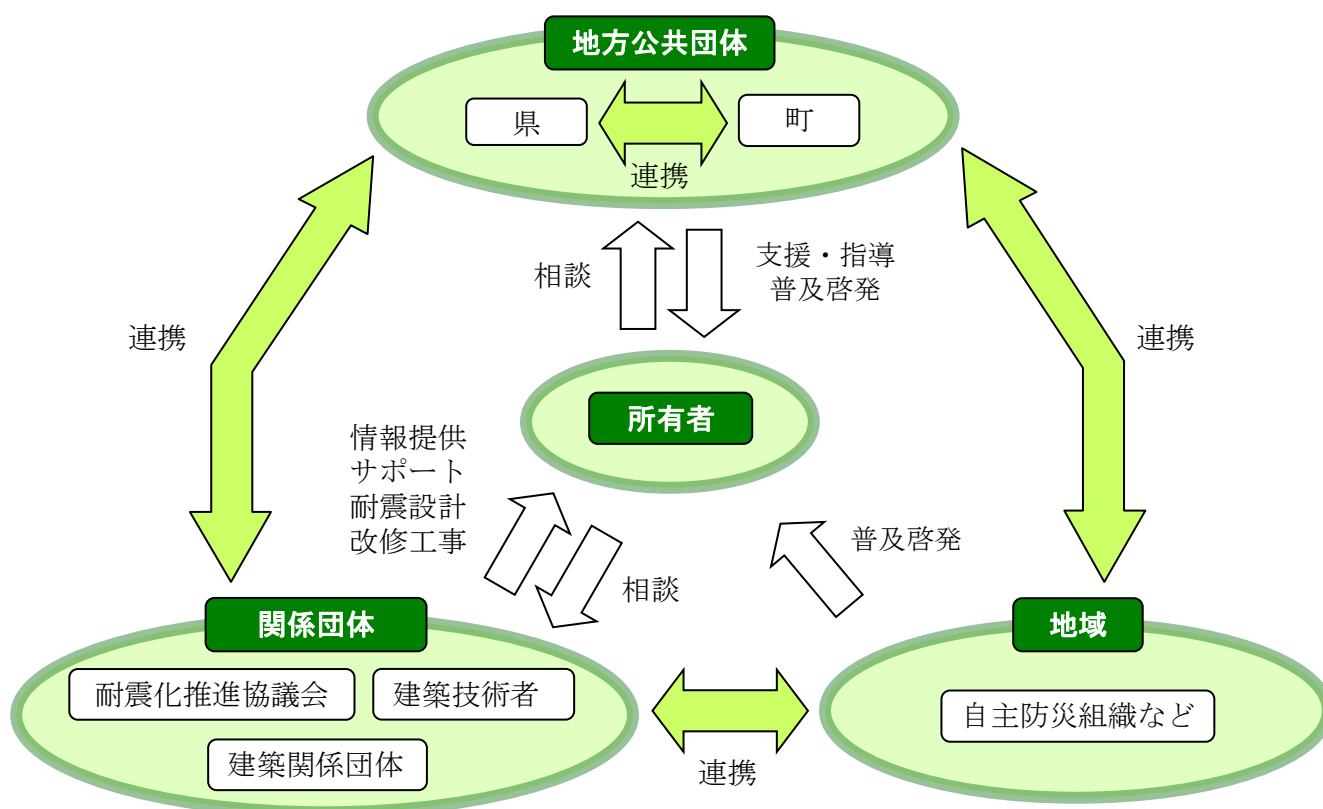 地方公共団体
県
町
連携
相談
支援・指導
普及啓発
連携
連携
所有者
情報提供
サポート
耐震設計
改修工事
普及啓発
相談
関係団体
地域
耐震化推進協議会
建築技術者
自主防災組織など
建築関係団体
連携